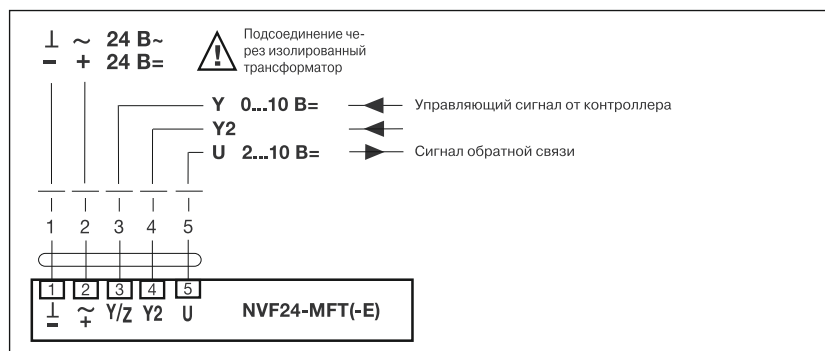 ⊥ ~ 24 В~
− + 24 В=
Подсоединение че-
рез изолированный
трансформатор
Y 0...10 В=
Управляющий сигнал от контроллера
Y2
U 2...10 В=
Сигнал обратной связи
1 2 3 4 5
1 2 3 4 5
⊥ ~ Y/Z Y2 U
− +
NVF24-MFT(-E)